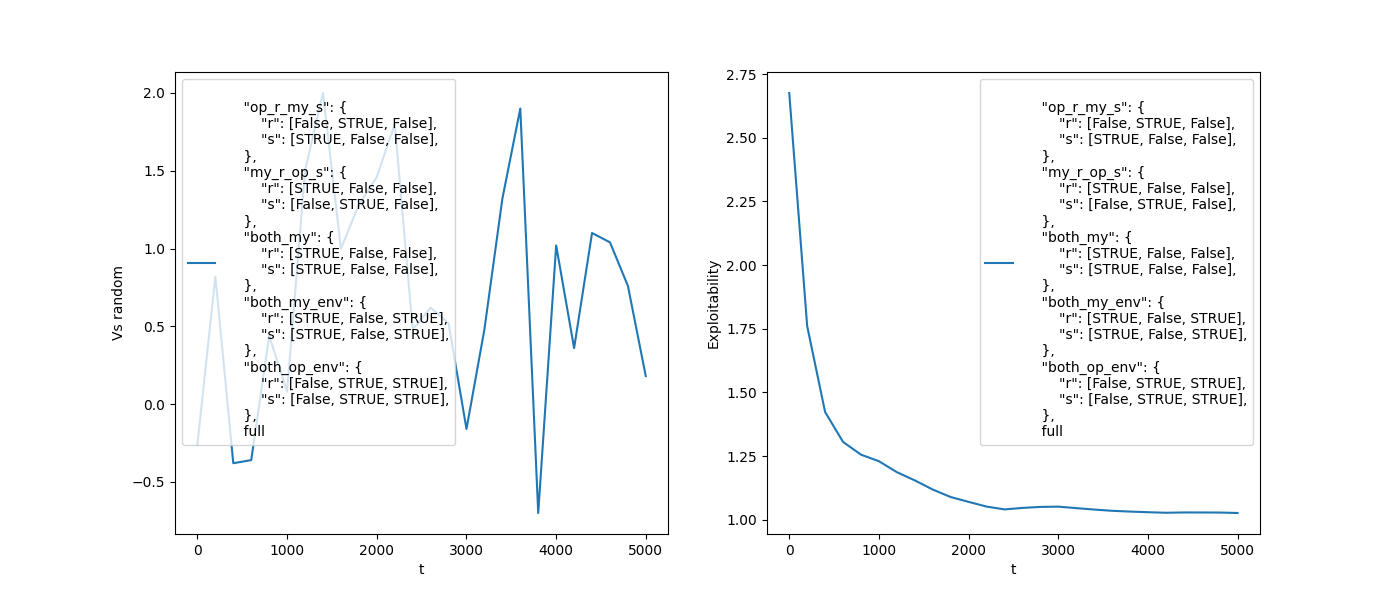 2.0
1.5
1.0
0.5
0.0
−0.5
Vs random
"op_r_my_s": {
"r": [False, STRUE, False],
"s": [STRUE, False, False],
},
"my_r_op_s": {
"r": [STRUE, False, False],
"s": [False, STRUE, False],
},
"both_my": {
"r": [STRUE, False, False],
"s": [STRUE, False, False],
},
"both_my_env": {
"r": [STRUE, False, STRUE],
"s": [STRUE, False, STRUE],
},
"both_op_env": {
"r": [False, STRUE, STRUE],
"s": [False, STRUE, STRUE],
},
full
0 1000 2000 3000 4000 5000
t
2.75
2.50
2.25
2.00
1.75
1.50
1.25
1.00
Exploitability
"op_r_my_s": {
"r": [False, STRUE, False],
"s": [STRUE, False, False],
},
"my_r_op_s": {
"r": [STRUE, False, False],
"s": [False, STRUE, False],
},
"both_my": {
"r": [STRUE, False, False],
"s": [STRUE, False, False],
},
"both_my_env": {
"r": [STRUE, False, STRUE],
"s": [STRUE, False, STRUE],
},
"both_op_env": {
"r": [False, STRUE, STRUE],
"s": [False, STRUE, STRUE],
},
full
0 1000 2000 3000 4000 5000
t